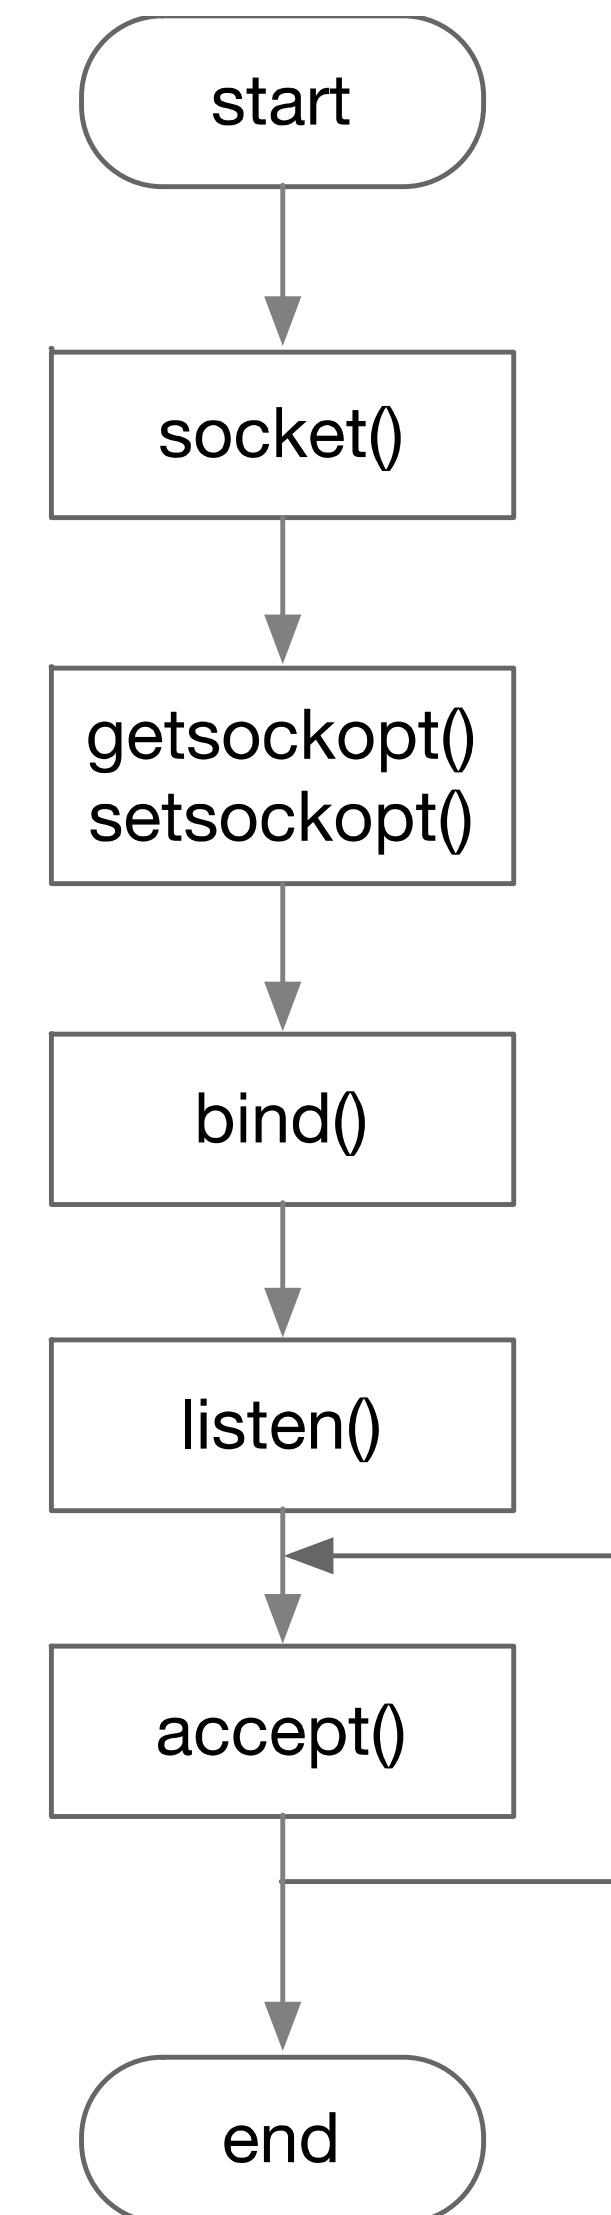 start
socket()
getsockopt()
setsockopt()
bind()
listen()
accept()
end